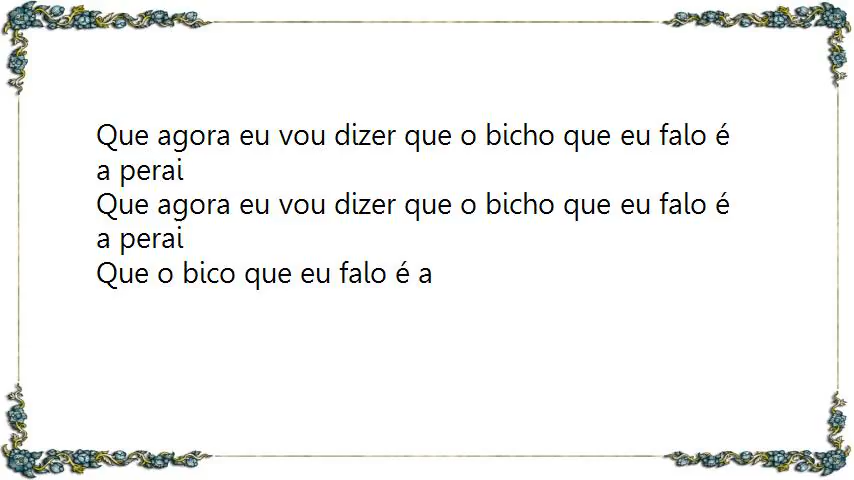 Que agora eu vou dizer que o bicho que eu falo é
a perai
Que agora eu vou dizer que o bicho que eu falo é
a perai
Que o bico que eu falo é a